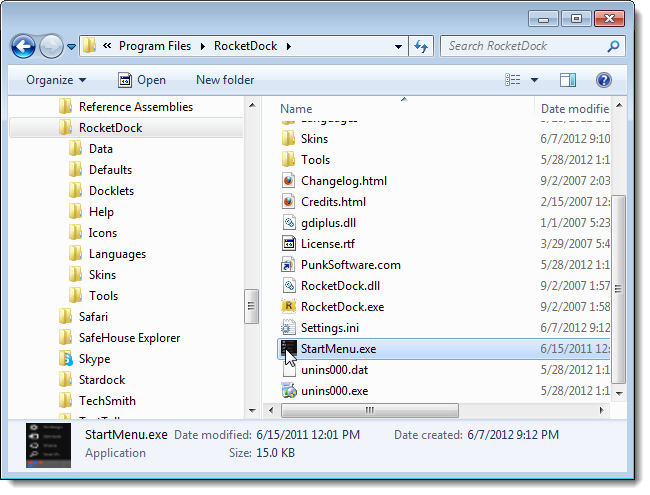 « Program Files ▸ RocketDock ▸
Search RocketDock
Organize
Open
New folder
Reference Assemblies
RocketDock
Data
Defaults
Docklets
Help
Icons
Languages
Skins
Tools
Safari
SafeHouse Explorer
Skype
Stardock
TechSmith
Name Date modifie
Languages
Skins 6/7/2012 9:10
Tools 5/28/2012 1:1
Changelog.html 9/2/2007 2:03
Credits.html 2/15/2007 12:
gdiplus.dll 1/1/2007 5:23
License.rtf 3/29/2007 5:4
PunkSoftware.com 5/28/2012 1:1
RocketDock.dll 9/2/2007 1:57
RocketDock.exe 9/2/2007 1:58
Settings.ini 6/7/2012 9:12
StartMenu.exe 6/15/2011 12:
unins000.dat 5/28/2012 1:1
unins000.exe 5/28/2012 1:1
StartMenu.exe Date modified: 6/15/2011 12:01 PM Date created: 6/7/2012 9:12 PM
Application Size: 15.0 KB